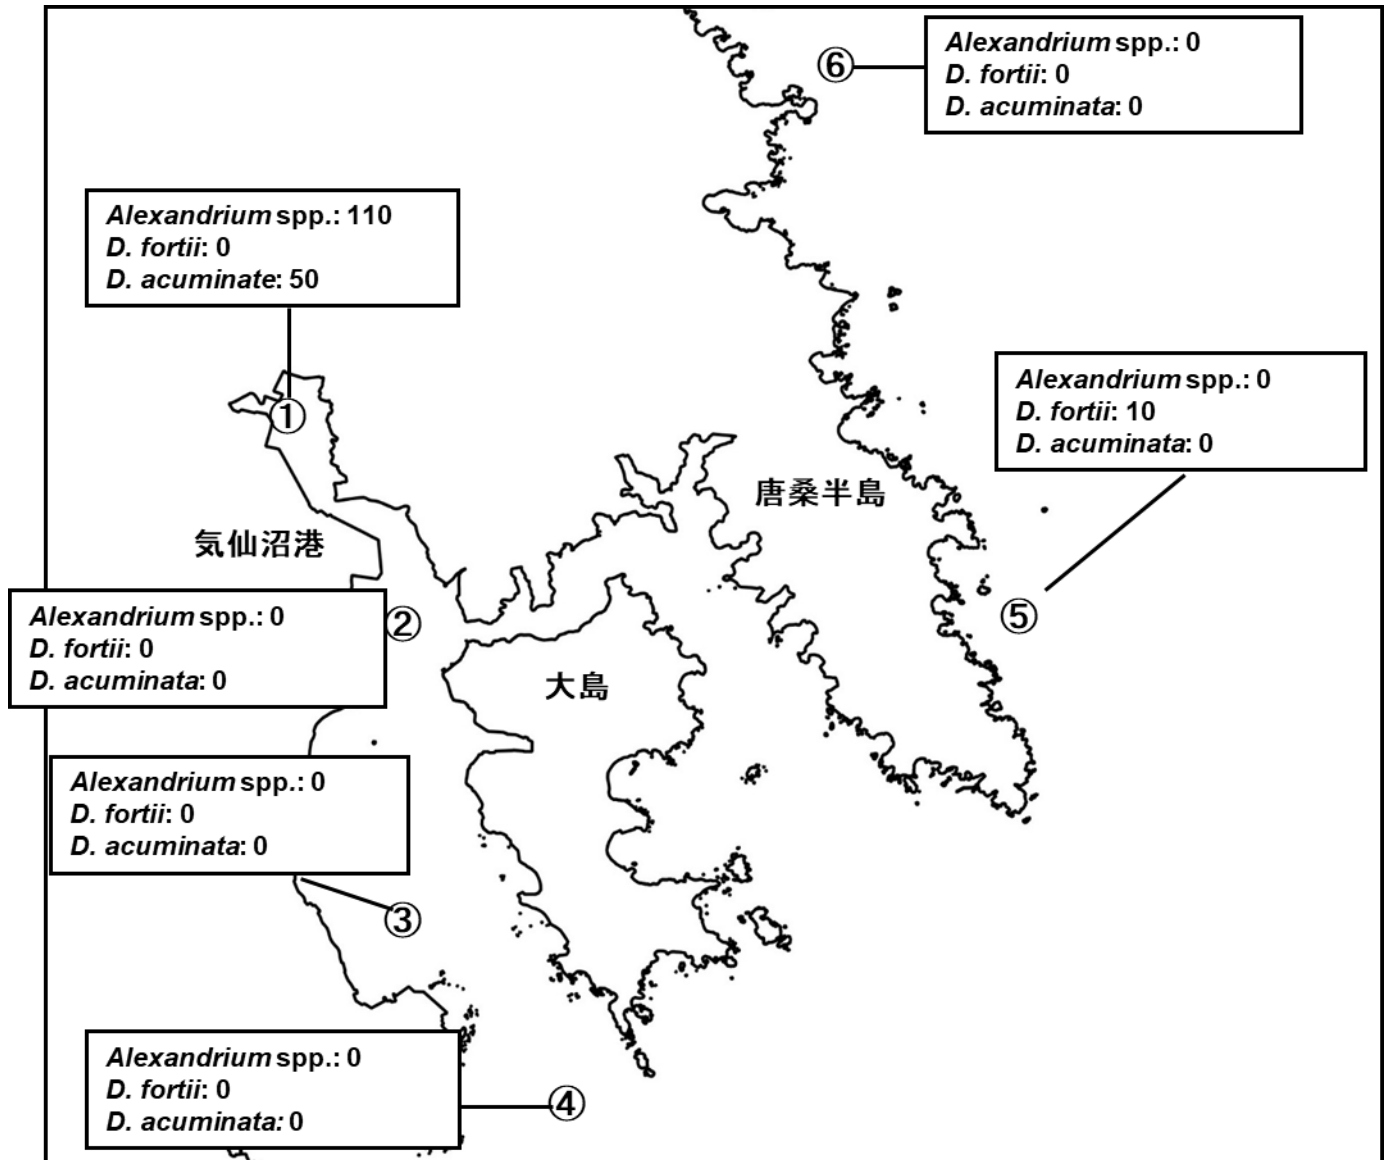 Alexandrium spp.: 0
D. fortii: 0
D. acuminata: 0
⑥
Alexandrium spp.: 110
D. fortii: 0
D. acuminate: 50
①
Alexandrium spp.: 0
D. fortii: 10
D. acuminata: 0
唐桑半島
気仙沼港
Alexandrium spp.: 0
D. fortii: 0
D. acuminata: 0
②
⑤
大島
Alexandrium spp.: 0
D. fortii: 0
D. acuminata: 0
③
Alexandrium spp.: 0
D. fortii: 0
D. acuminata: 0
④